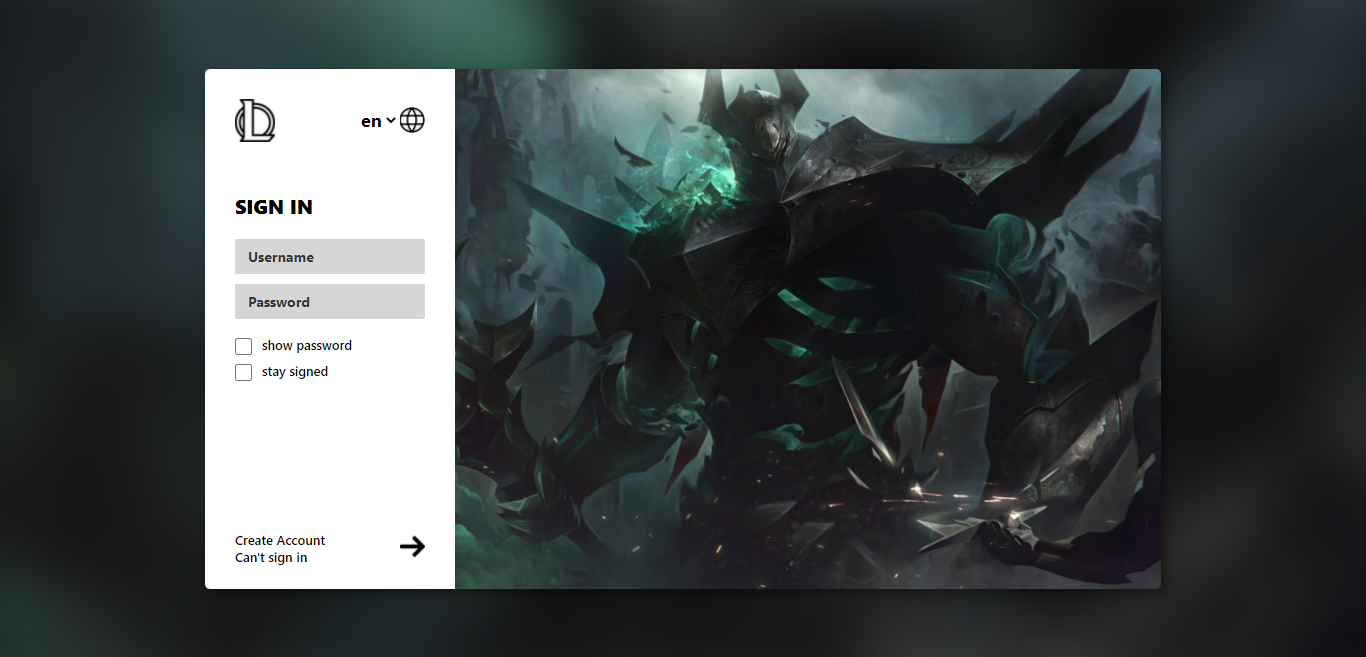 en
SIGN IN
Username
Password
show password
stay signed
Create Account
Can't sign in